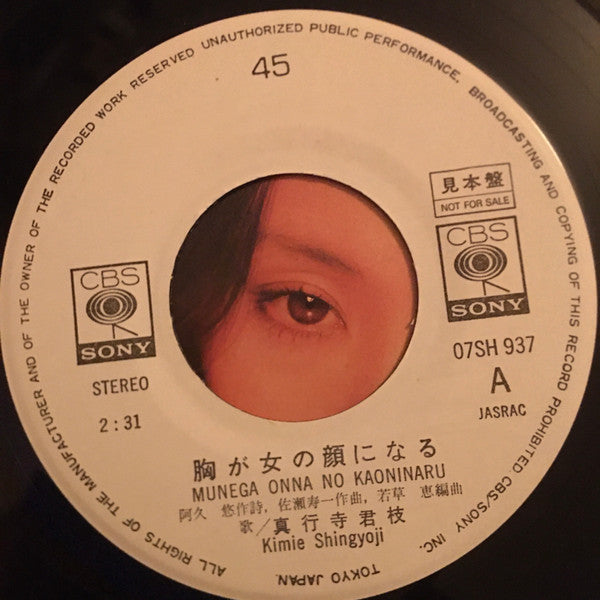 ALL RIGHTS OF THE MANUFACTURER AND OF THE OWNER OF THE RECORDED WORK RESERVED UNAUTHORIZED PUBLIC PERFORMANCE, BROADCASTING AND COPYING OF THIS RECORD PROHIBITED CBS/SONY INC. TOKYO JAPAN.
45
見本盤
NOT FOR SALE
CBS
SONY
CBS
SONY
STEREO
2:31
07SH 937
A
JASRAC
胸が女の顔になる
MUNEGA ONNA NO KAONINARU
阿久 悠作詩, 佐瀬寿一作曲, 若草 恵編曲
歌/真行寺君枝
Kimie Shingyoji